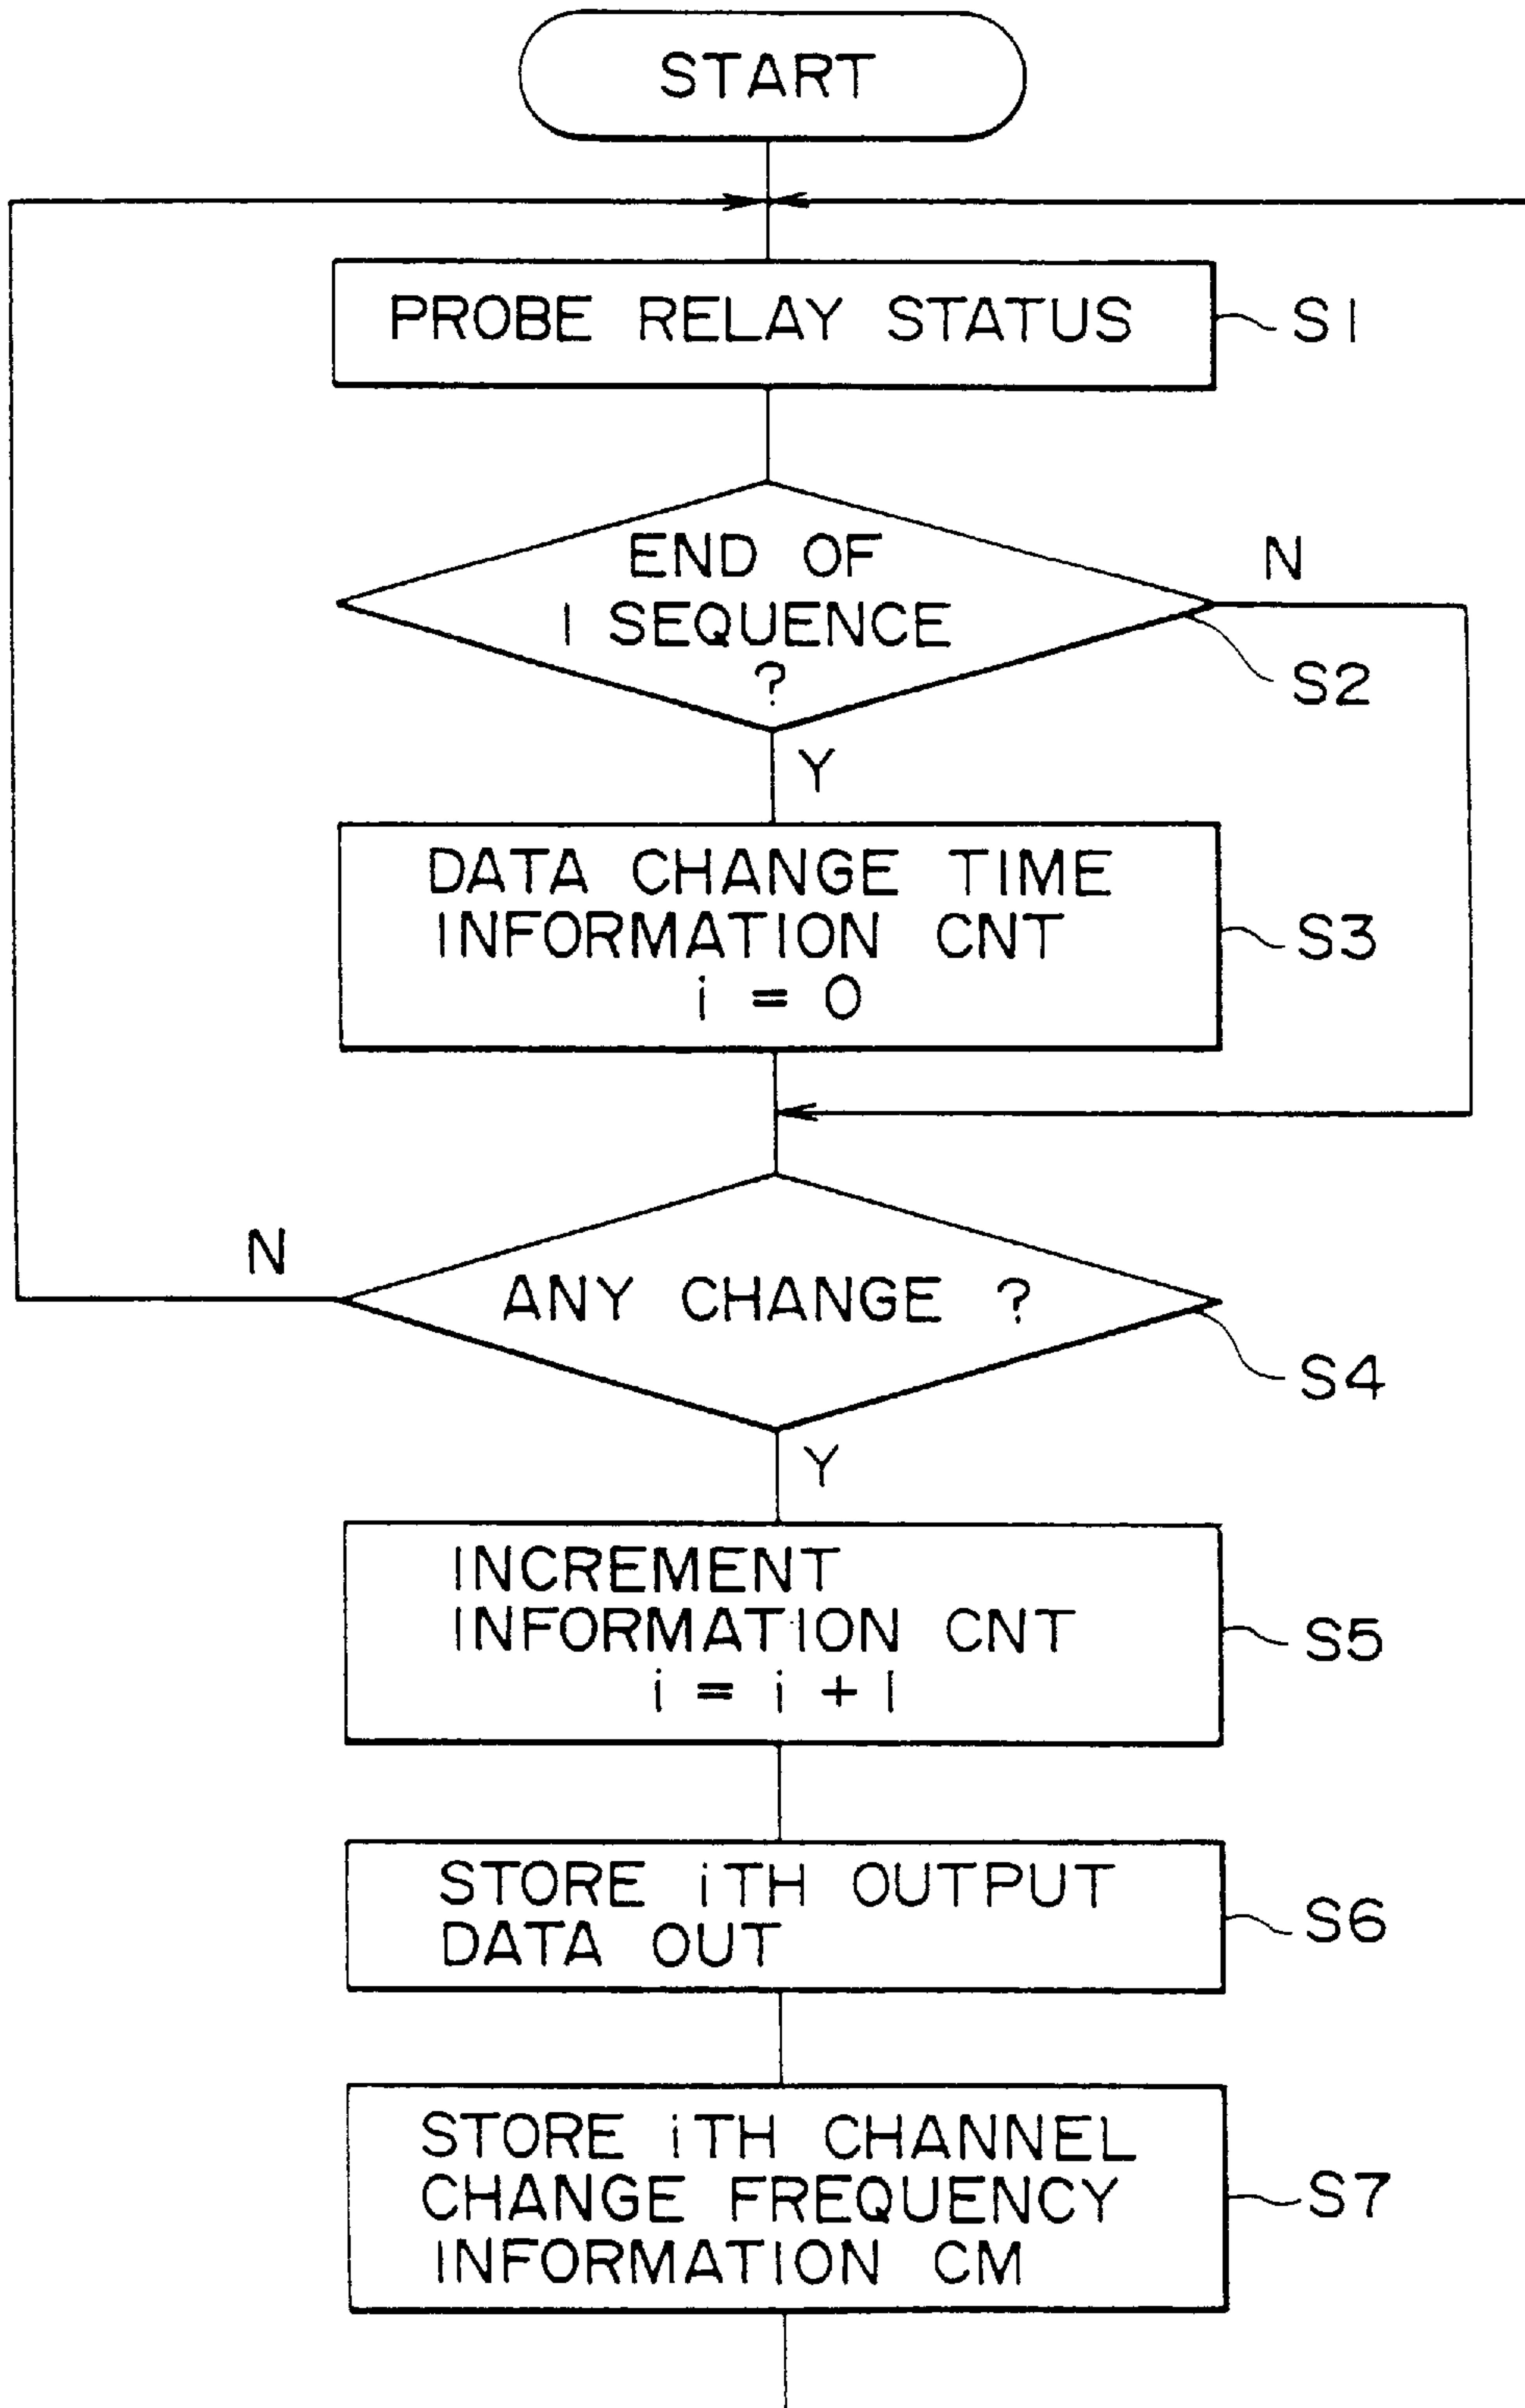 START
PROBE RELAY STATUS
S1
END OF
1 SEQUENCE
?
N
S2
Y
DATA CHANGE TIME
INFORMATION CNT
i = 0
S3
N
ANY CHANGE ?
S4
Y
INCREMENT
INFORMATION CNT
i = i + 1
S5
STORE iTH OUTPUT
DATA OUT
S6
STORE iTH CHANNEL
CHANGE FREQUENCY
INFORMATION CM
S7